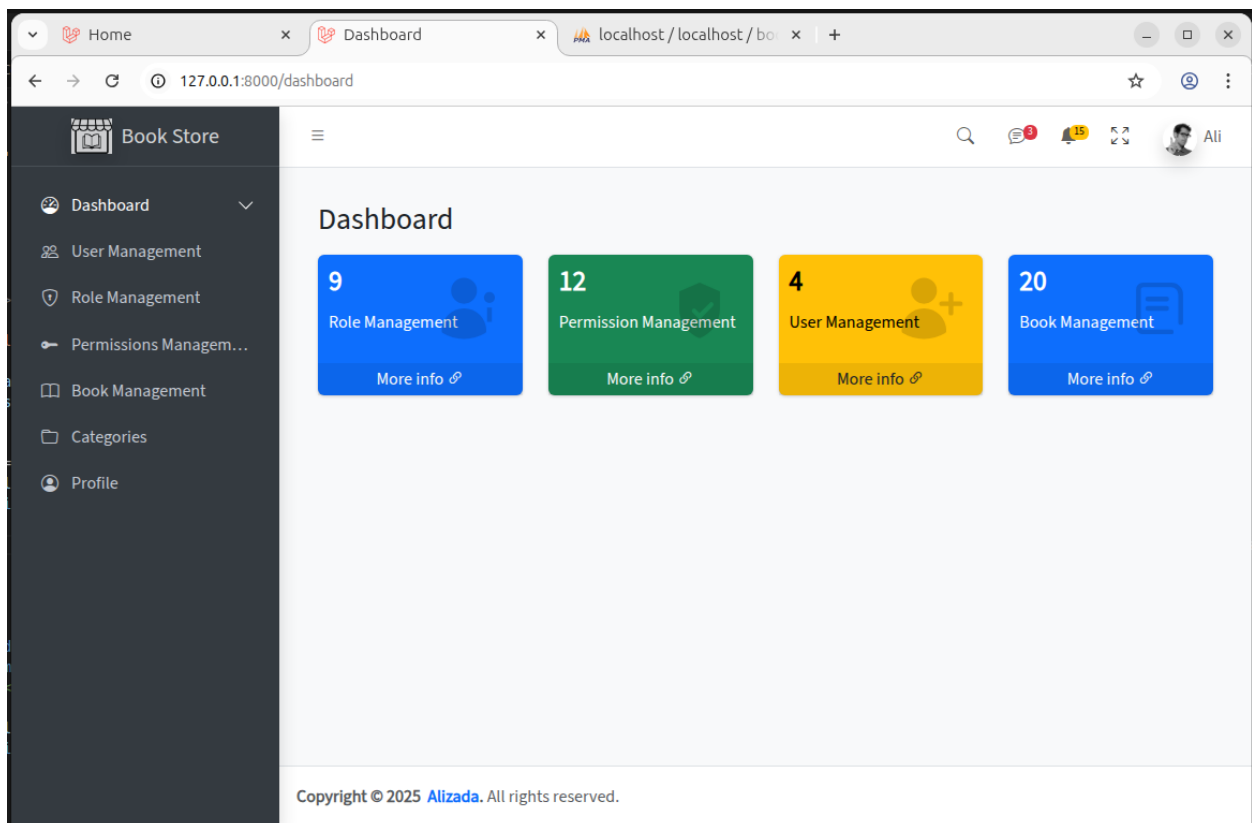 Home
Dashboard
PMA localhost / localhost / bo
127.0.0.1:8000/dashboard
Book Store
3
15
Ali
Dashboard
User Management
Role Management
Permissions Managem...
Book Management
Categories
Profile
Dashboard
9
Role Management
More info
12
Permission Management
More info
4
User Management
More info
20
Book Management
More info
Copyright © 2025 Alizada. All rights reserved.